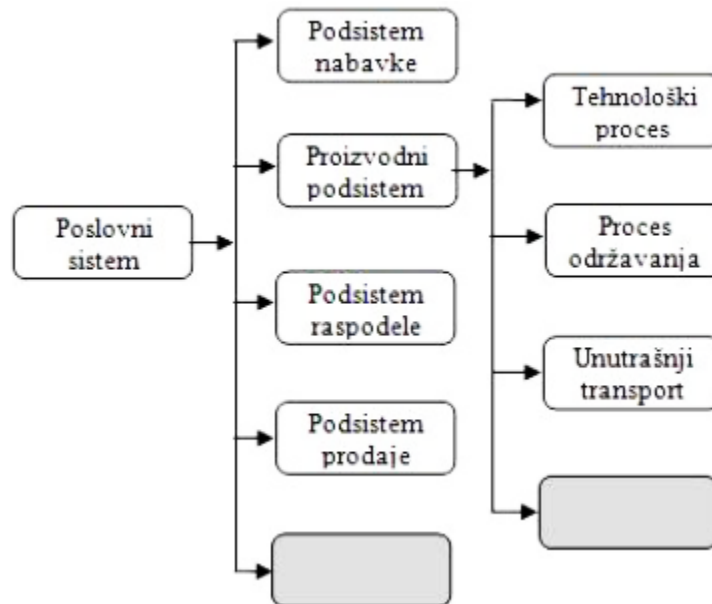 Podsistem
nabavke
Tehnološki
proces
Proizvodni
podsistem
Poslovni
sistem
Proces
održavanja
Podsistem
raspodele
Unutrašnji
transport
Podsistem
prodaje